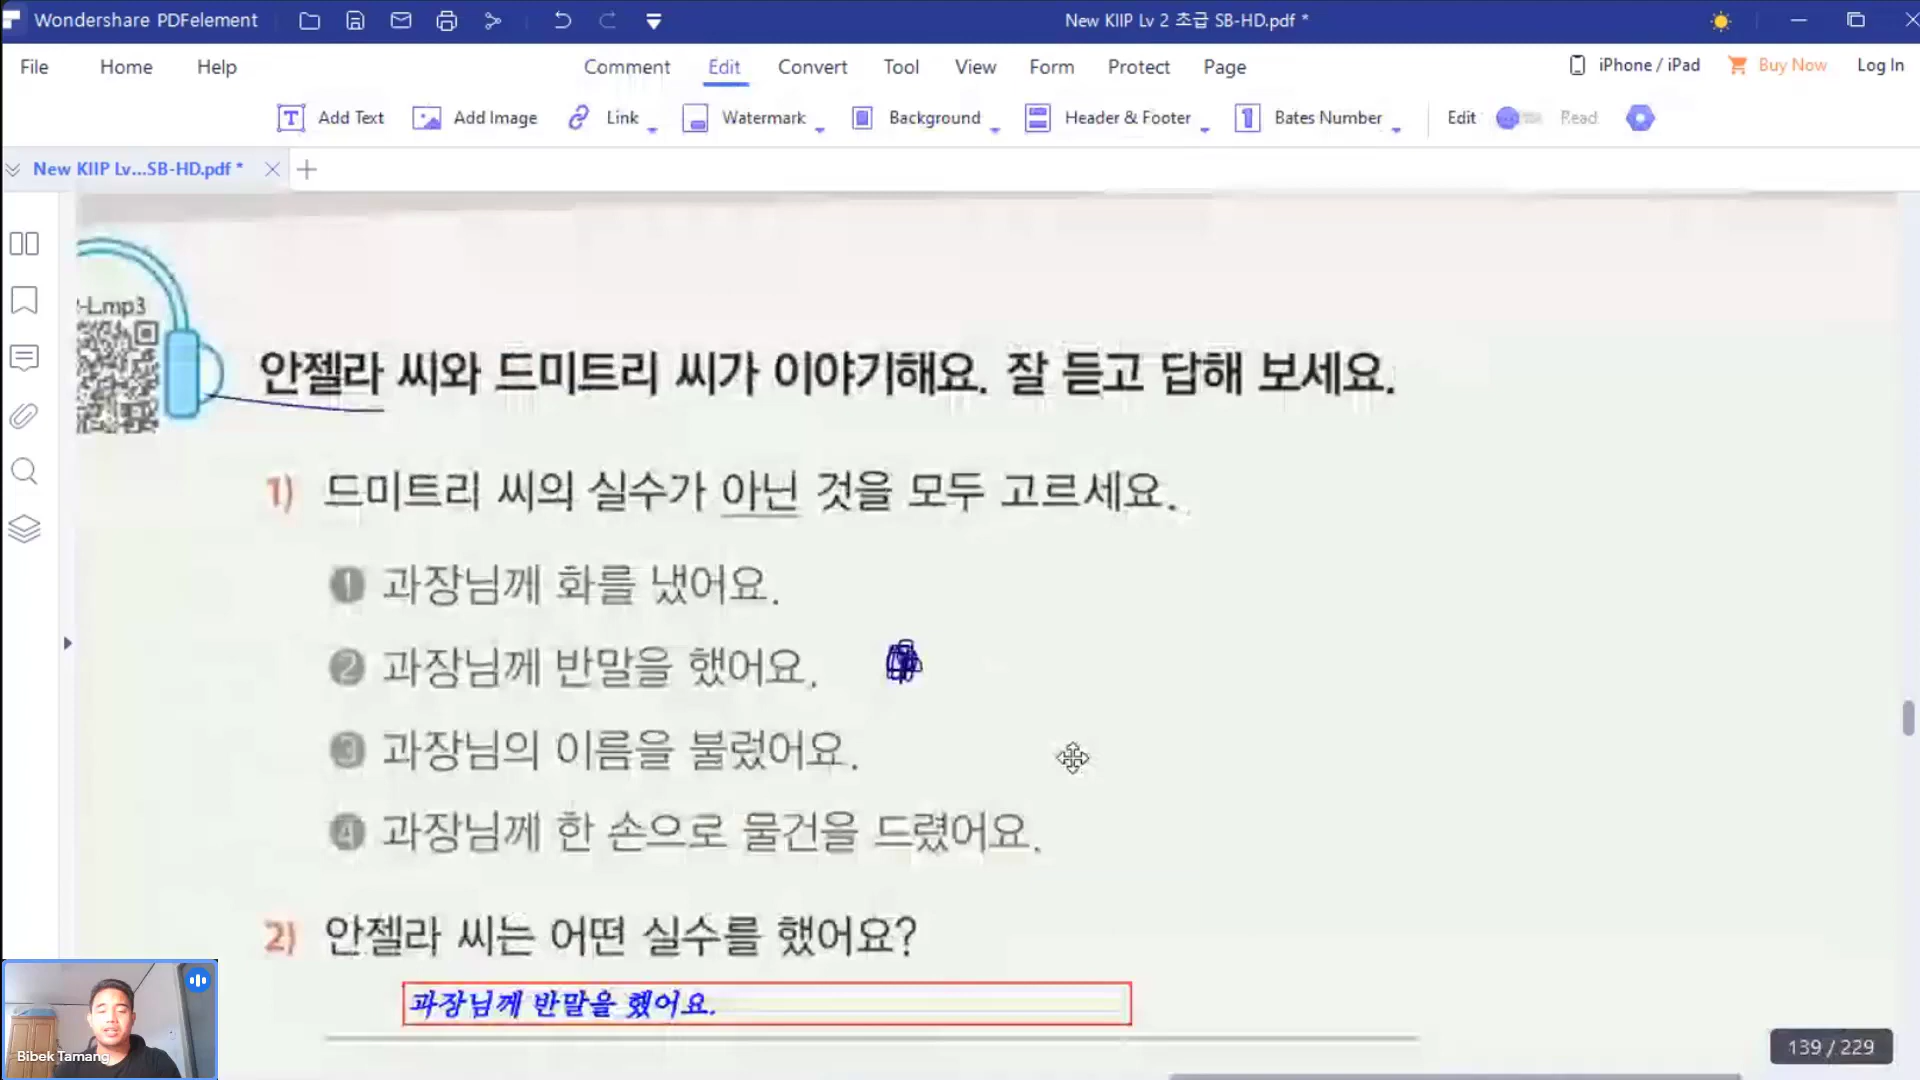 Wondershare PDFelement
New KIIP Lv 2 초급 SB-HD.pdf *
File Home Help Comment Edit Convert Tool View Form Protect Page iPhone / iPad Buy Now Log In
Add Text Add Image Link Watermark Background Header & Footer Bates Number Edit Read
New KIIP Lv...SB-HD.pdf *
-L.mp3
안젤라 씨와 드미트리 씨가 이야기해요. 잘 듣고 답해 보세요.
1) 드미트리 씨의 실수가 아닌 것을 모두 고르세요.
❶ 과장님께 화를 냈어요.
❷ 과장님께 반말을 했어요.
❸ 과장님의 이름을 불렀어요.
❹ 과장님께 한 손으로 물건을 드렸어요.
2) 안젤라 씨는 어떤 실수를 했어요?
과장님께 반말을 했어요.
Bibek Tamang
139 / 229